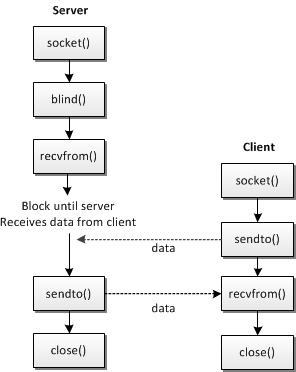 Server
socket()
blind()
recvfrom()
Block until server
Receives data from client
sendto()
close()
Client
socket()
sendto()
data
recvfrom()
data
close()